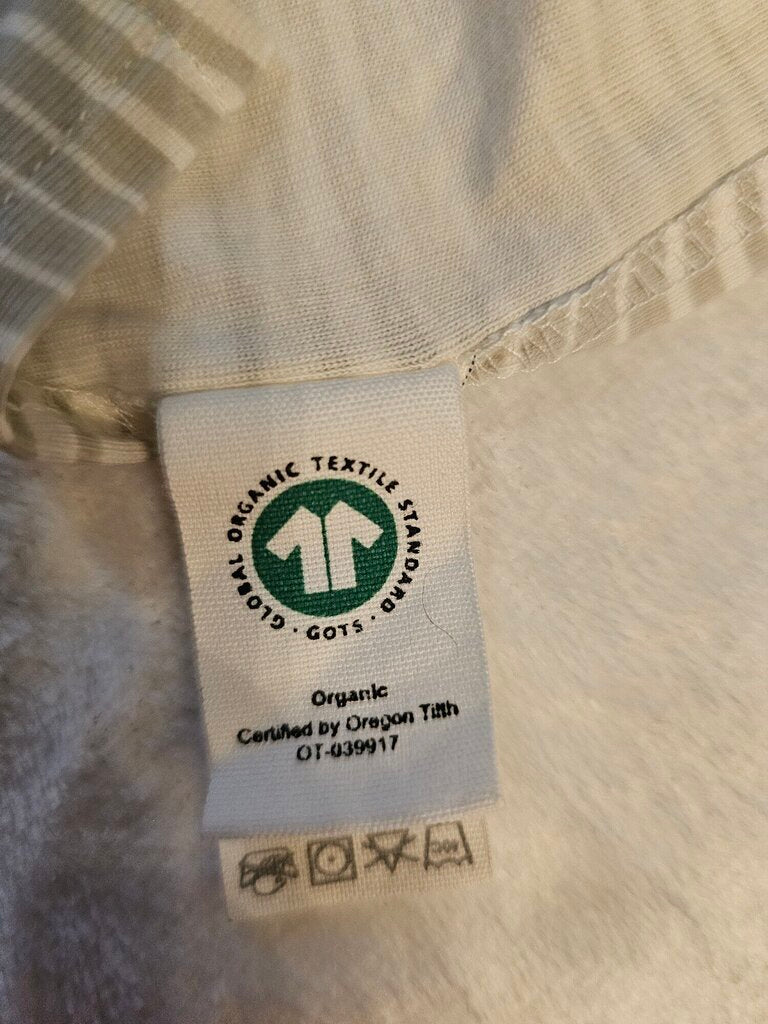 GLOBAL ORGANIC TEXTILE STANDARD · GOTS ·
Organic
Certified by Oregon Tilth
OT-039917